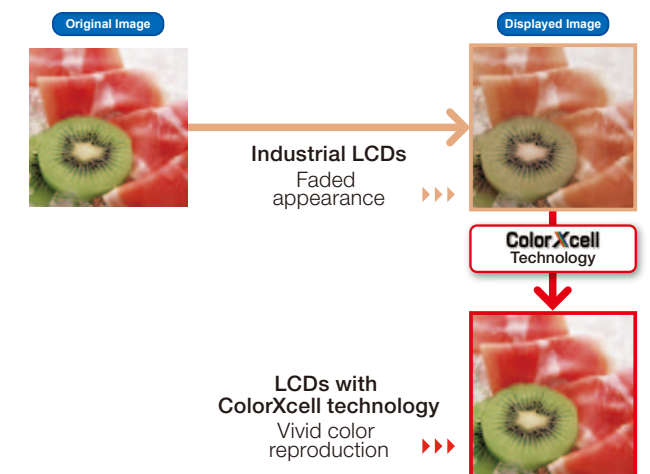 Original Image
Displayed Image
Industrial LCDs
Faded
appearance
ColorXcell
Technology
LCDs with
ColorXcell technology
Vivid color
reproduction